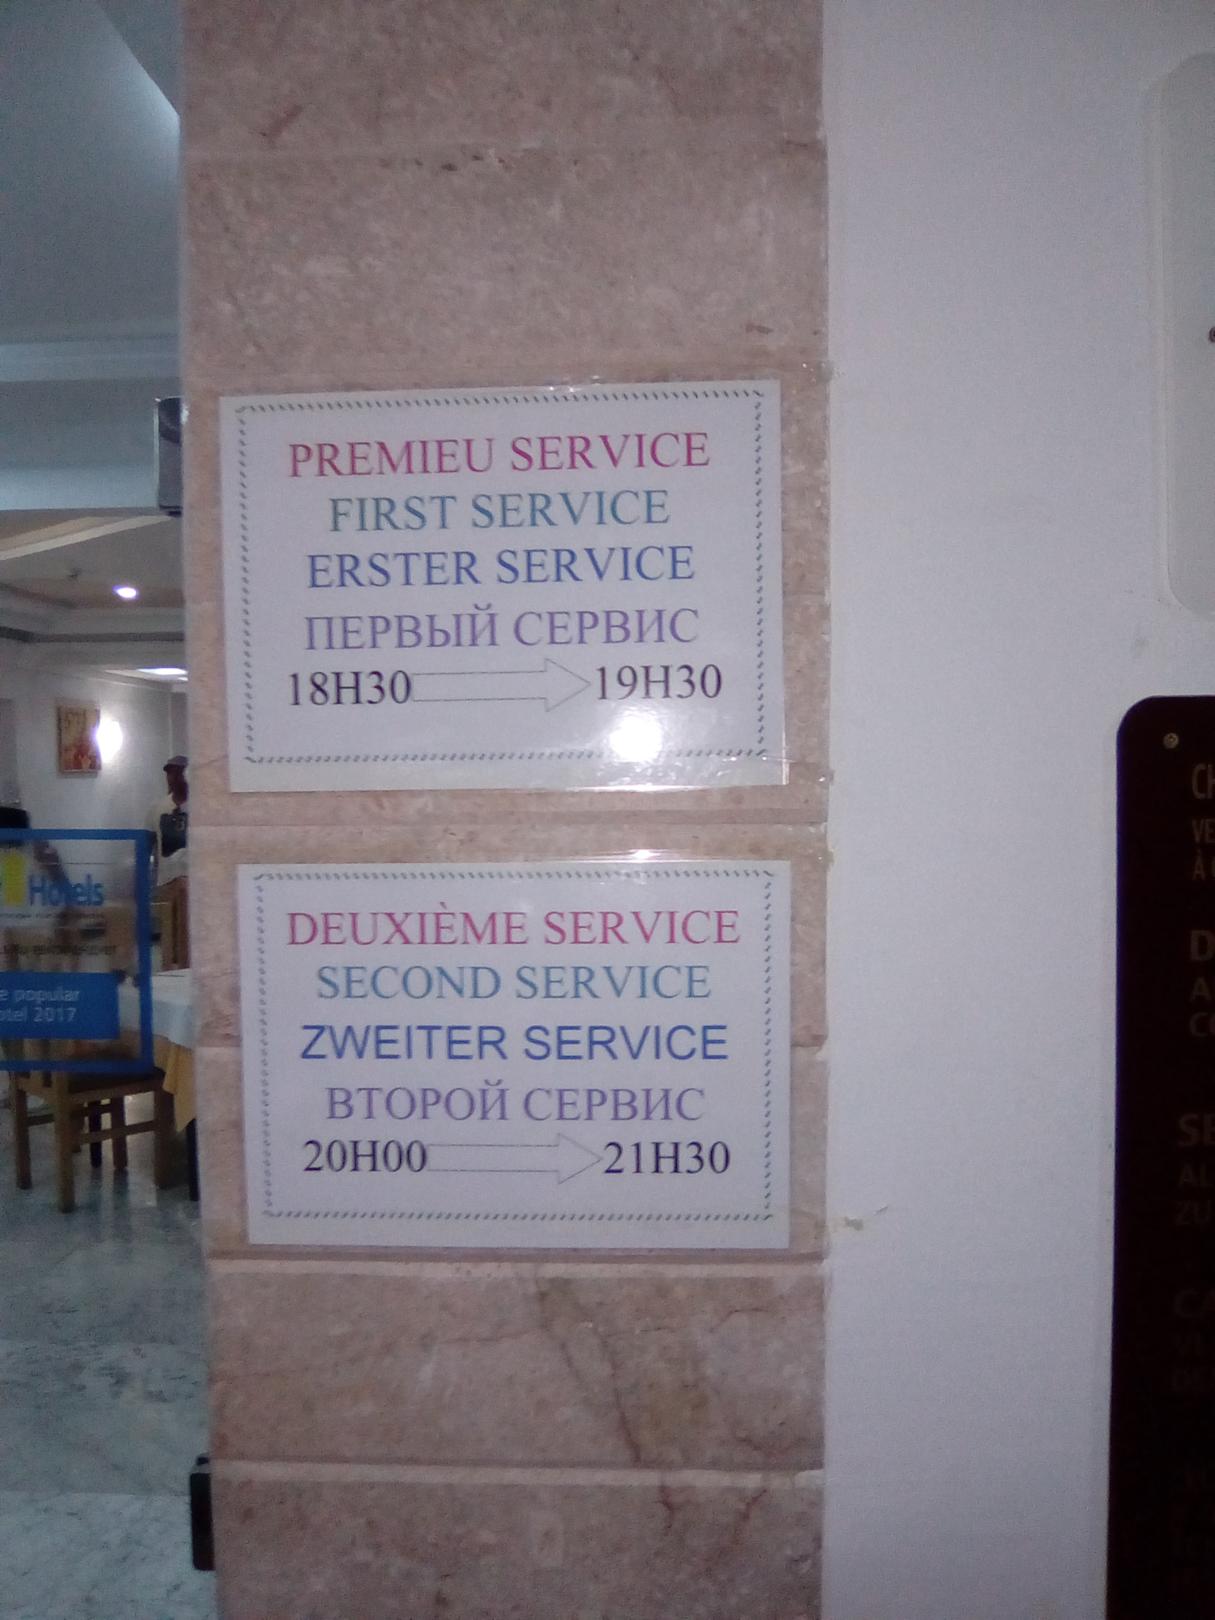 PREMIEU SERVICE
FIRST SERVICE
ERSTER SERVICE
ПЕРВЫЙ СЕРВИС
18H30 19H30
DEUXIÈME SERVICE
SECOND SERVICE
ZWEITER SERVICE
ВТОРОЙ СЕРВИС
20H00 21H30
Hotels
popular
2017